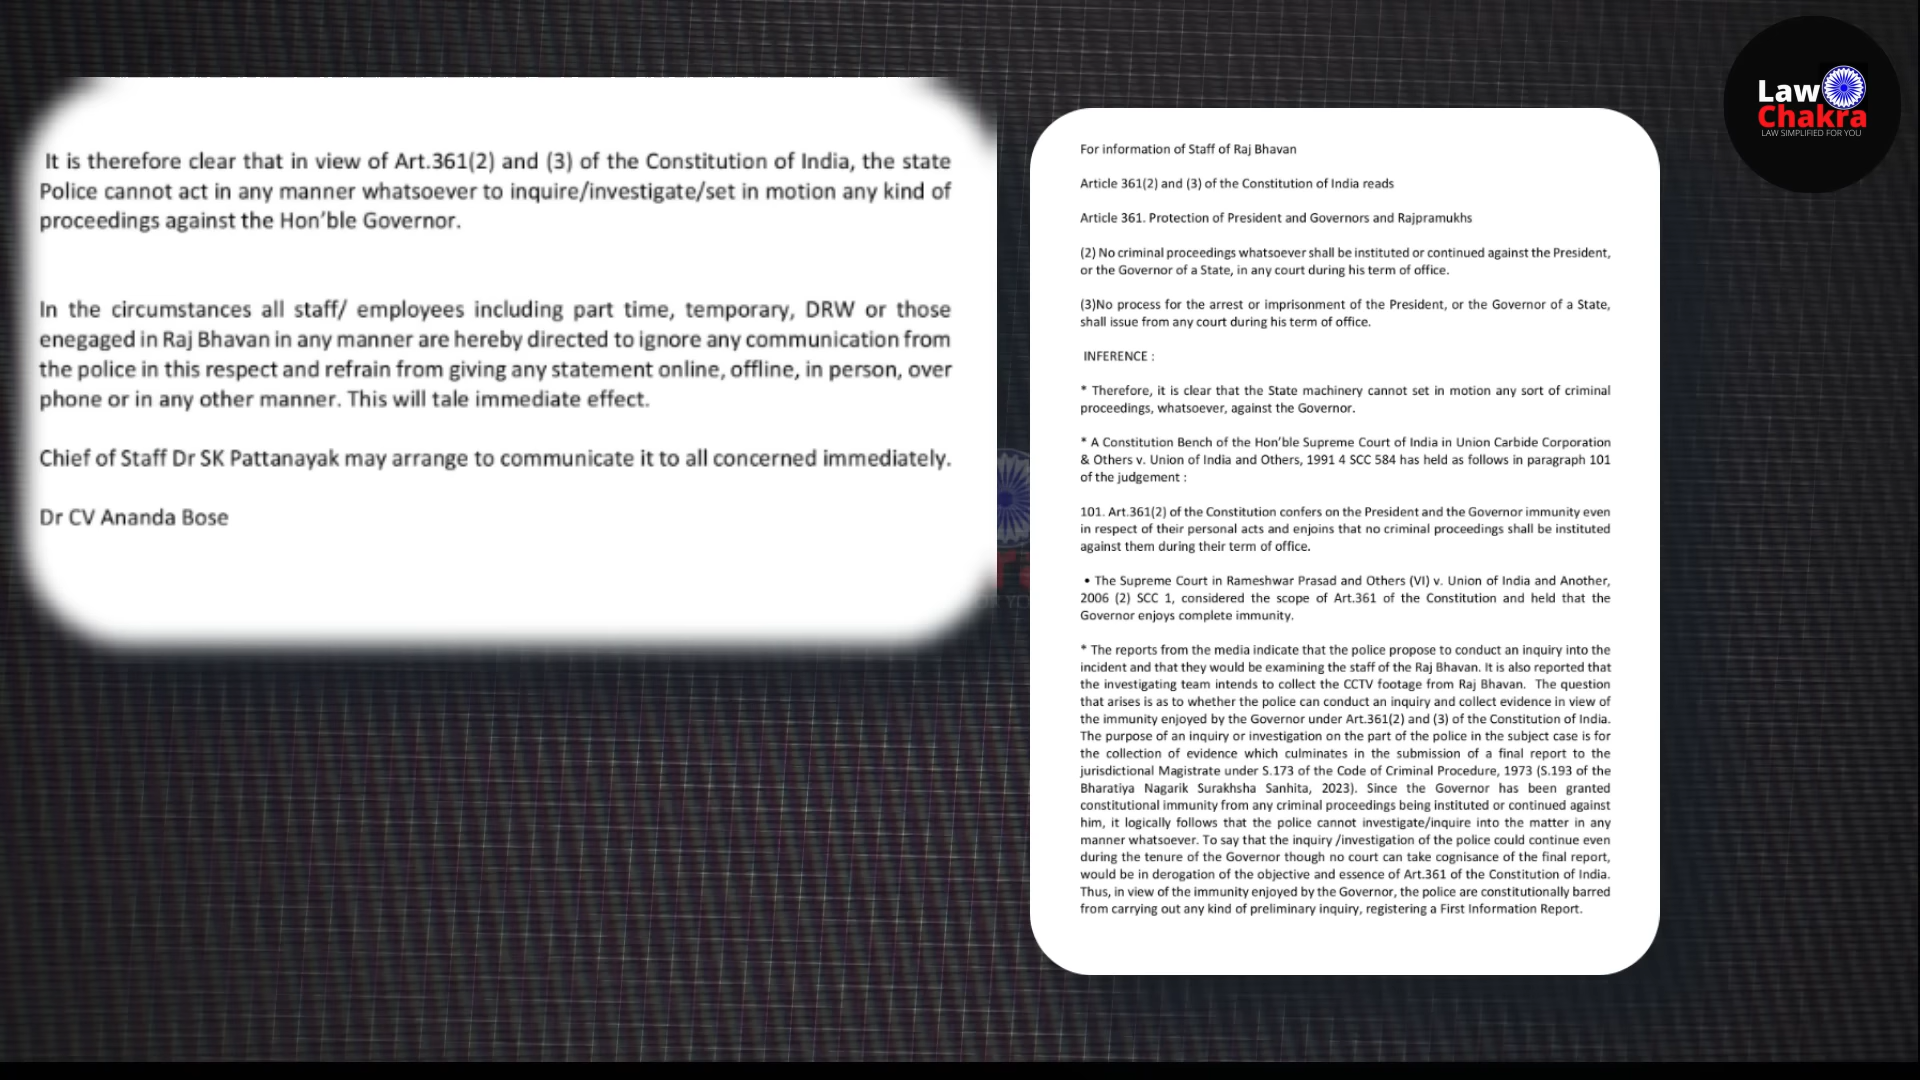 It is therefore clear that in view of Art.361(2) and (3) of the Constitution of India, the state
Police cannot act in any manner whatsoever to inquire/investigate/set in motion any kind of
proceedings against the Hon’ble Governor.
In the circumstances all staff/ employees including part time, temporary, DRW or those
enegaged in Raj Bhavan in any manner are hereby directed to ignore any communication from
the police in this respect and refrain from giving any statement online, offline, in person, over
phone or in any other manner. This will tale immediate effect.
Chief of Staff Dr SK Pattanayak may arrange to communicate it to all concerned immediately.
Dr CV Ananda Bose
For information of Staff of Raj Bhavan
Article 361(2) and (3) of the Constitution of India reads
Article 361. Protection of President and Governors and Rajpramukhs
(2) No criminal proceedings whatsoever shall be instituted or continued against the President,
or the Governor of a State, in any court during his term of office.
(3)No process for the arrest or imprisonment of the President, or the Governor of a State,
shall issue from any court during his term of office.
INFERENCE :
* Therefore, it is clear that the State machinery cannot set in motion any sort of criminal
proceedings, whatsoever, against the Governor.
* A Constitution Bench of the Hon’ble Supreme Court of India in Union Carbide Corporation
& Others v. Union of India and Others, 1991 4 SCC 584 has held as follows in paragraph 101
of the judgement :
101. Art.361(2) of the Constitution confers on the President and the Governor immunity even
in respect of their personal acts and enjoins that no criminal proceedings shall be instituted
against them during their term of office.
• The Supreme Court in Rameshwar Prasad and Others (VI) v. Union of India and Another,
2006 (2) SCC 1, considered the scope of Art.361 of the Constitution and held that the
Governor enjoys complete immunity.
* The reports from the media indicate that the police propose to conduct an inquiry into the
incident and that they would be examining the staff of the Raj Bhavan. It is also reported that
the investigating team intends to collect the CCTV footage from Raj Bhavan. The question
that arises is as to whether the police can conduct an inquiry and collect evidence in view of
the immunity enjoyed by the Governor under Art.361(2) and (3) of the Constitution of India.
The purpose of an inquiry or investigation on the part of the police in the subject case is for
the collection of evidence which culminates in the submission of a final report to the
jurisdictional Magistrate under S.173 of the Code of Criminal Procedure, 1973 (S.193 of the
Bharatiya Nagarik Surakhsha Sanhita, 2023). Since the Governor has been granted
constitutional immunity from any criminal proceedings being instituted or continued against
him, it logically follows that the police cannot investigate/inquire into the matter in any
manner whatsoever. To say that the inquiry /investigation of the police could continue even
during the tenure of the Governor though no court can take cognisance of the final report,
would be in derogation of the objective and essence of Art.361 of the Constitution of India.
Thus, in view of the immunity enjoyed by the Governor, the police are constitutionally barred
from carrying out any kind of preliminary inquiry, registering a First Information Report.
Law
Chakra
LAW SIMPLIFIED FOR YOU